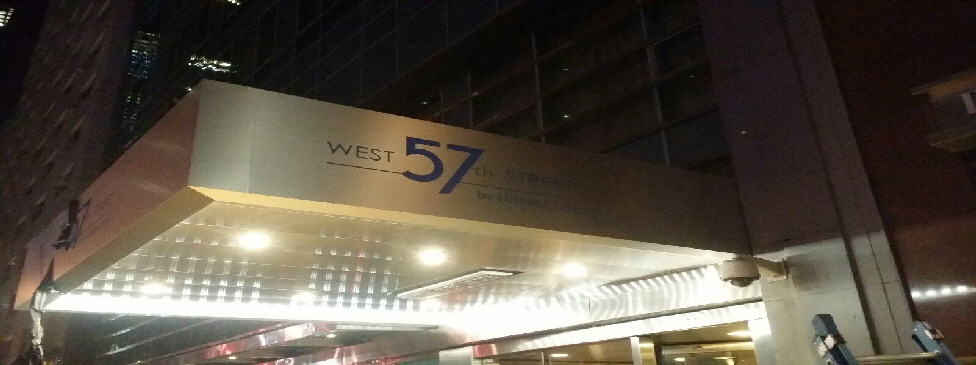 WEST 57th STREET
by Hilton Club